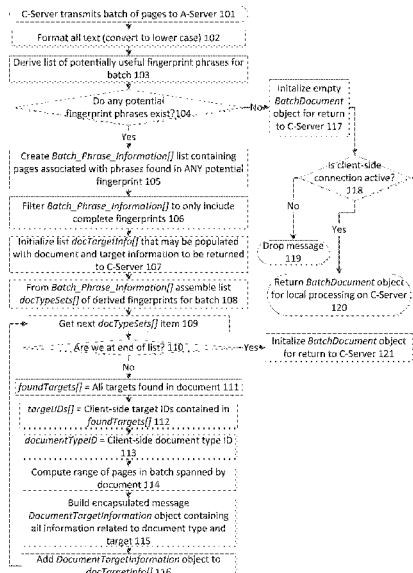 C-Server transmits batch of pages to A-Server 101
Format all text (convert to lower case) 102
Derive list of potentially useful fingerprint phrases for
batch 103
Do any potential
fingerprint phrases exist?104
No
Initialize empty
BatchDocument
object for return
to C-Server 117
Yes
Is client-side
connection active?
118
Create Batch_Phrase_Information[] list containing
pages associated with phrases found in ANY potential
fingerprint 105
No
Filter Batch_Phrase_Information[] to only include
complete fingerprints 106
Yes
Initialize list docTargetInfo[] that may be populated
with document and target information to be returned
to C-Server 107
Drop message
119
From Batch_Phrase_Information[] assemble list
docTypeSets[] of derived fingerprints for batch 108
Return BatchDocument object
for local processing on C-Server
120
Get next docTypeSets[] item 109
Are we at end of list? 110
Yes
Initalize BatchDocument object
for return to C-Server 121
No
foundTargets[] = All targets found in document 111
targetIDs[] = Client-side target IDs contained in
foundTargets[] 112
documentTypeID = Client-side document type ID
113
Compute range of pages in batch spanned by
document 114
Build encapsulated message
DocumentTargetInformation object containing
all information related to document type and
target 115
Add DocumentTargetInformation object to
docTargetInfo[] 116